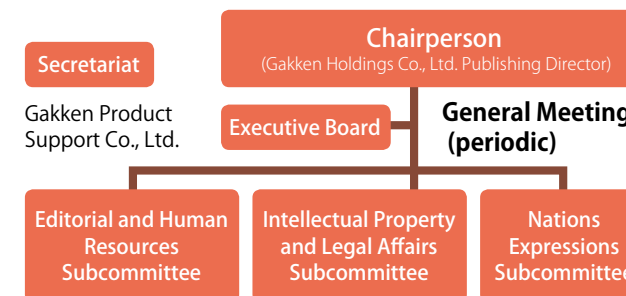 Chairperson
(Gakken Holdings Co., Ltd. Publishing Director)
Secretariat
Gakken Product
Support Co., Ltd.
Executive Board
General Meeting
(periodic)
Editorial and Human
Resources
Subcommittee
Intellectual Property
and Legal Affairs
Subcommittee
Nations
Expressions
Subcommittee